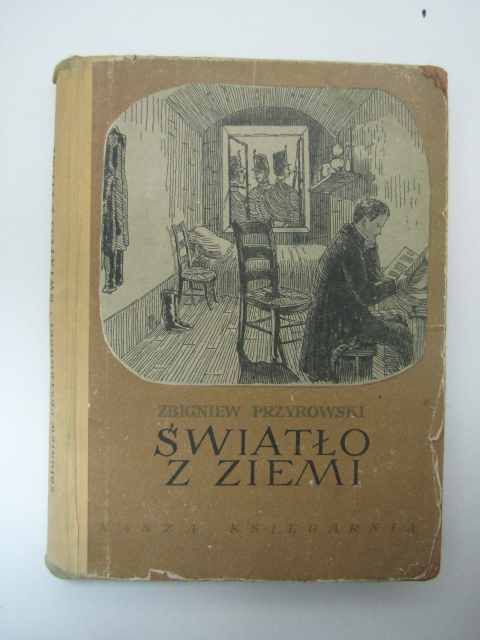 ZBIGNIEW PRZYROWSKI
ŚWIATŁO
Z ZIEMI
NASZA KSIĘGARNIA